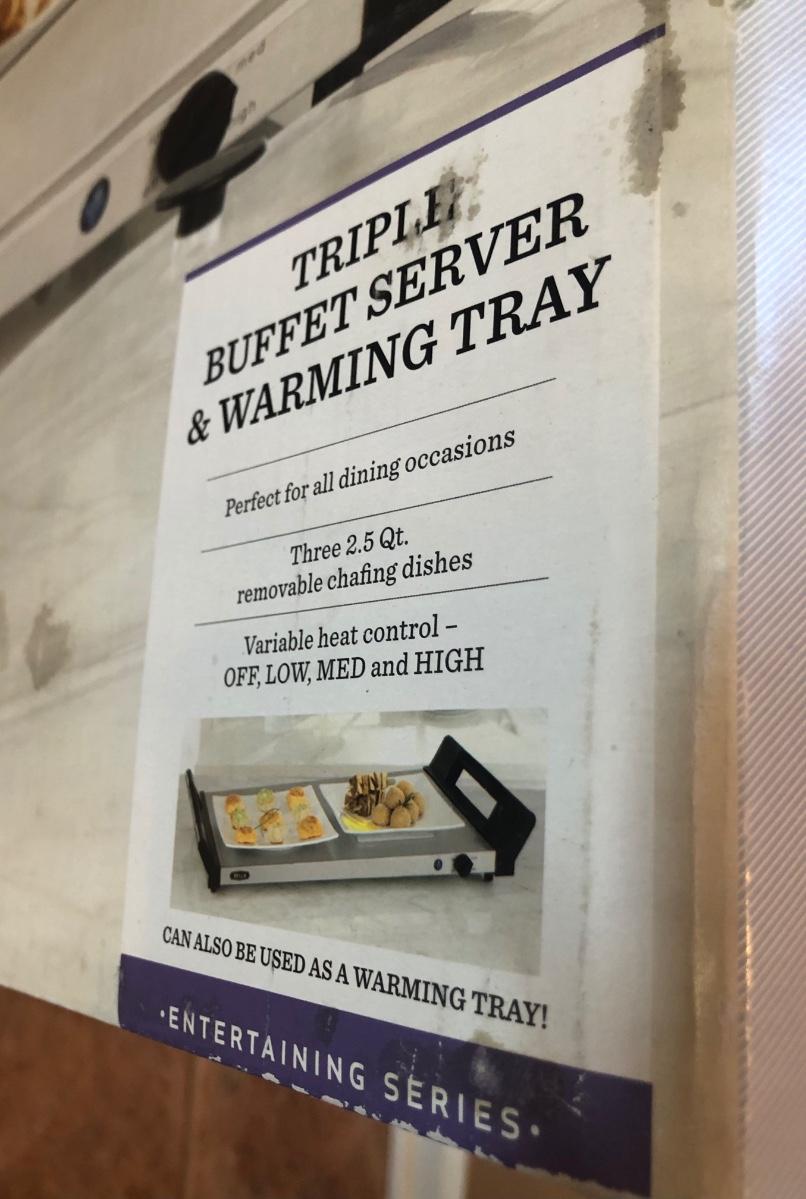 med
TRIPLE
BUFFET SERVER
& WARMING TRAY
Perfect for all dining occasions
Three 2.5 Qt.
removable chafing dishes
Variable heat control –
OFF, LOW, MED and HIGH
CAN ALSO BE USED AS A WARMING TRAY!
·ENTERTAINING SERIES·